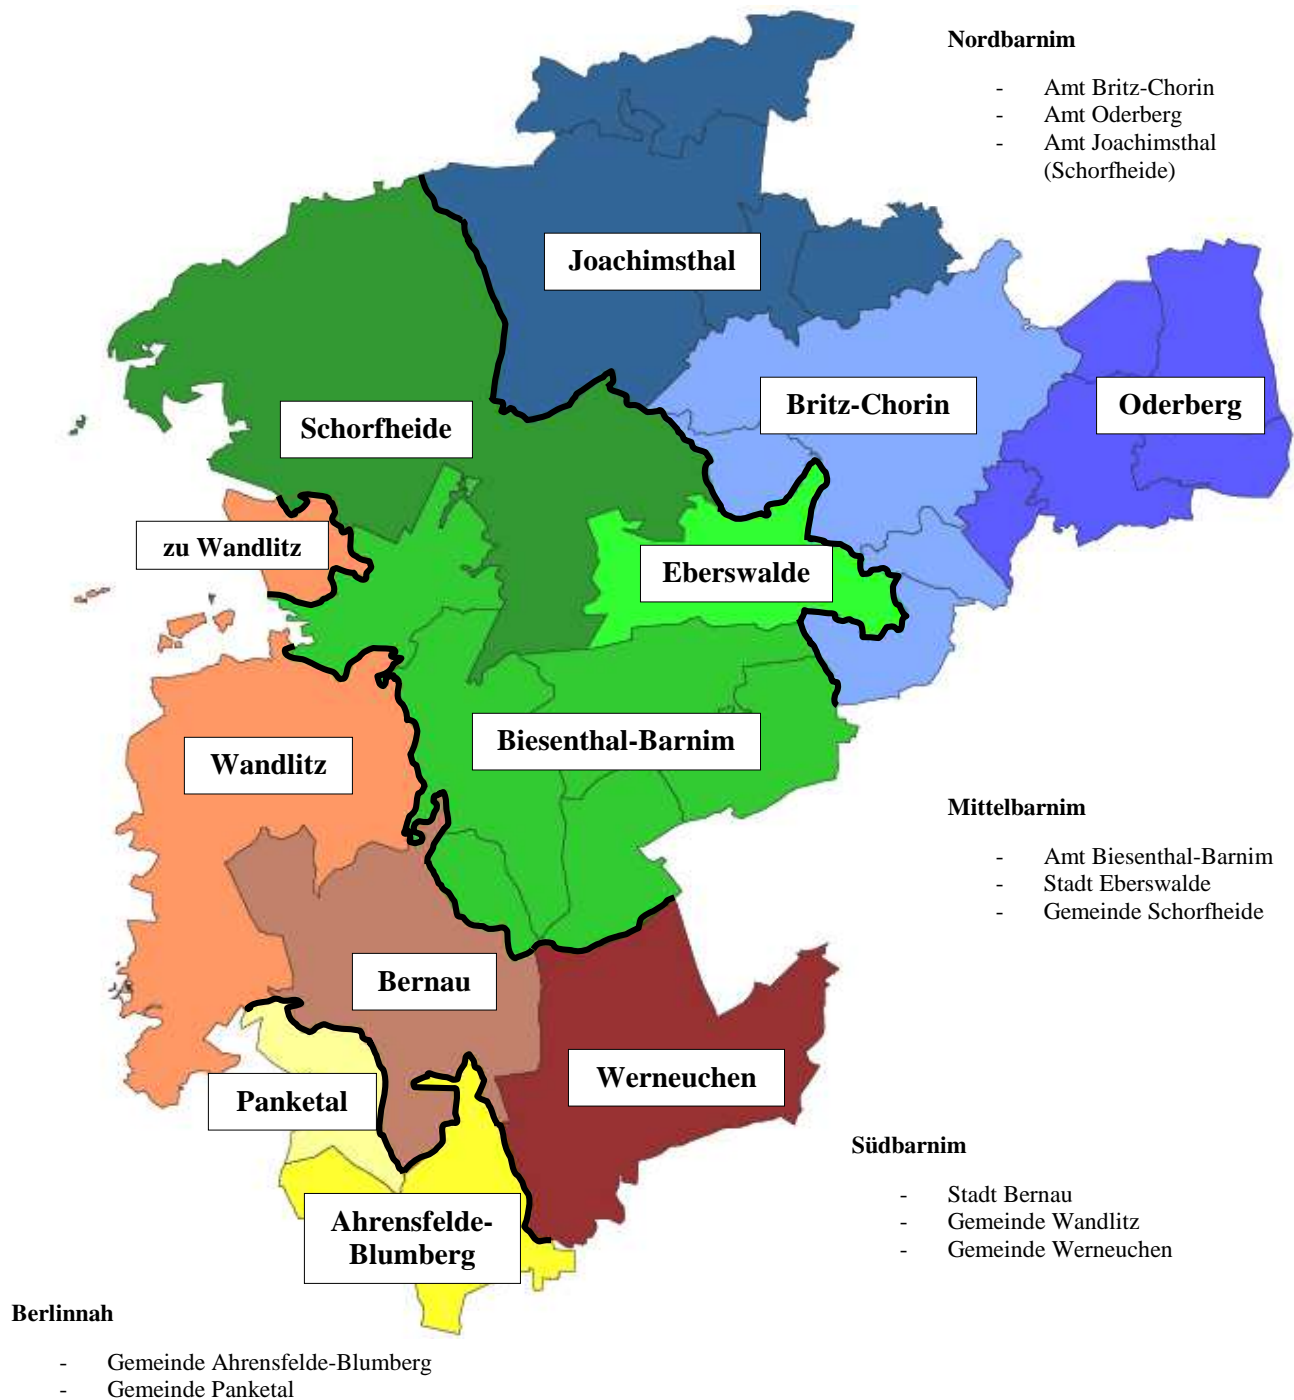 Nordbarnim
- Amt Britz-Chorin
- Amt Oderberg
- Amt Joachimsthal
(Schorfheide)
Joachimsthal
Britz-Chorin
Oderberg
Schorfheide
zu Wandlitz
Eberswalde
Biesenthal-Barnim
Wandlitz
Mittelbarnim
- Amt Biesenthal-Barnim
- Stadt Eberswalde
- Gemeinde Schorfheide
Bernau
Werneuchen
Panketal
Südbarnim
- Stadt Bernau
- Gemeinde Wandlitz
- Gemeinde Werneuchen
Ahrensfelde-
Blumberg
Berlinnah
- Gemeinde Ahrensfelde-Blumberg
- Gemeinde Panketal